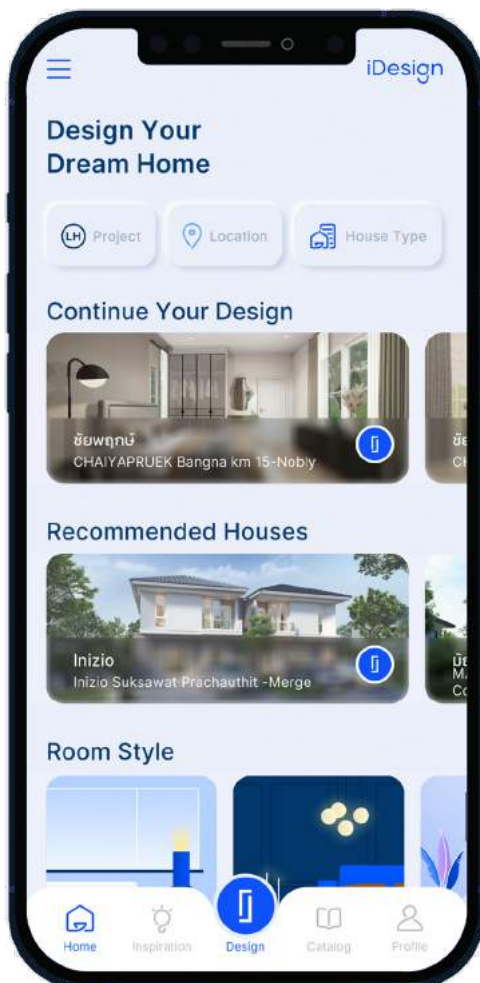 iDesign
Design Your
Dream Home
LH Project
Location
House Type
Continue Your Design
ชัยพฤกษ์
CHAIYAPRUEK Bangna km 15-Nobly
Recommended Houses
Inizio
Inizio Suksawat Prachauthit -Merge
Room Style
Home
Inspiration
Design
Catalog
Profile